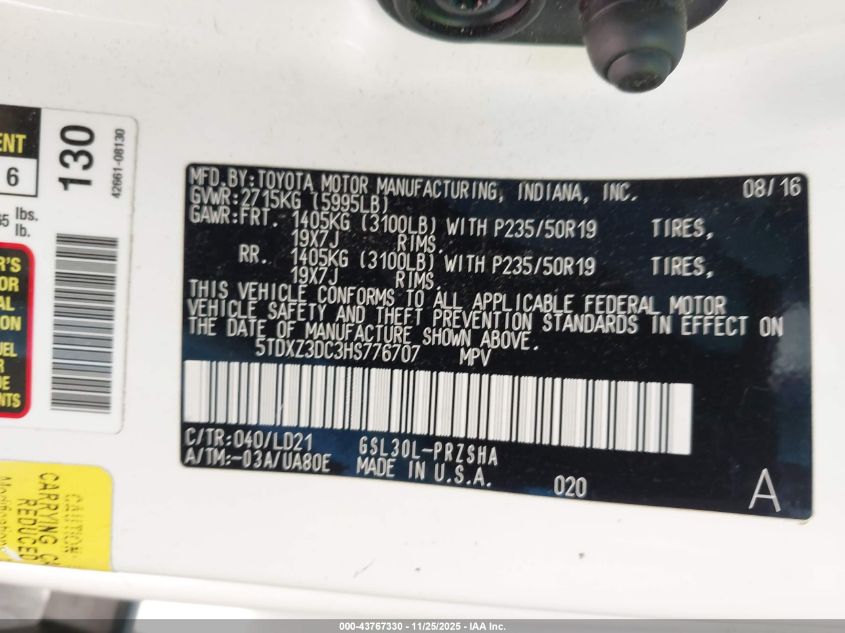 MFD.BY:TOYOTA MOTOR MANUFACTURING, INDIANA, INC. 08/16
GVWR:2715KG (5995LB)
GAWR:FRT. 1405KG (3100LB) WITH P235/50R19 TIRES,
19X7J RIMS.
RR. 1405KG (3100LB) WITH P235/50R19 TIRES,
19X7J RIMS.
THIS VEHICLE CONFORMS TO ALL APPLICABLE FEDERAL MOTOR
VEHICLE SAFETY AND THEFT PREVENTION STANDARDS IN EFFECT ON
THE DATE OF MANUFACTURE SHOWN ABOVE.
5TDXZ3DC3HS776707 MPV
C/TR:040/LD21 GSL30L-PRZSHA
A/TM:-03A/UA80E MADE IN U.S.A. 020
A
130
42661-08130
6
lbs.
lb.
CARRYING
REDUCED
000-43767330 — 11/25/2025 — IAA Inc.